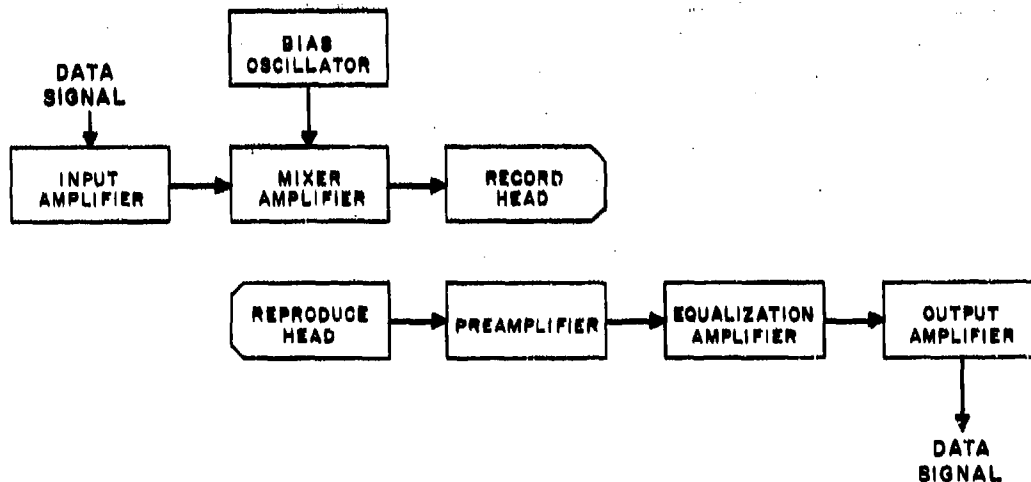 BIAS
OSCILLATOR
DATA
SIGNAL
INPUT
AMPLIFIER
MIXER
AMPLIFIER
RECORD
HEAD
REPRODUCE
HEAD
PREAMPLIFIER
EQUALIZATION
AMPLIFIER
OUTPUT
AMPLIFIER
DATA
SIGNAL